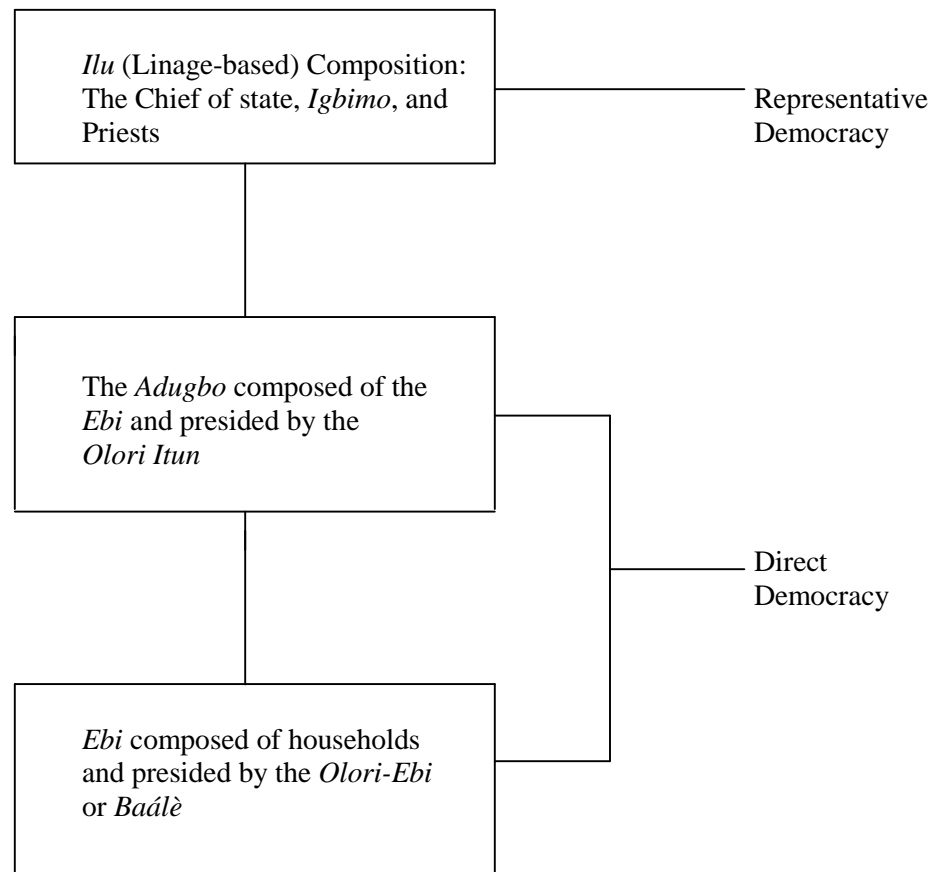 Ilu (Linage-based) Composition:
The Chief of state, Igbimo, and
Priests
Representative
Democracy
The Adugbo composed of the
Ebi and presided by the
Olori Itun
Direct
Democracy
Ebi composed of households
and presided by the Olori-Ebi
or Baálè